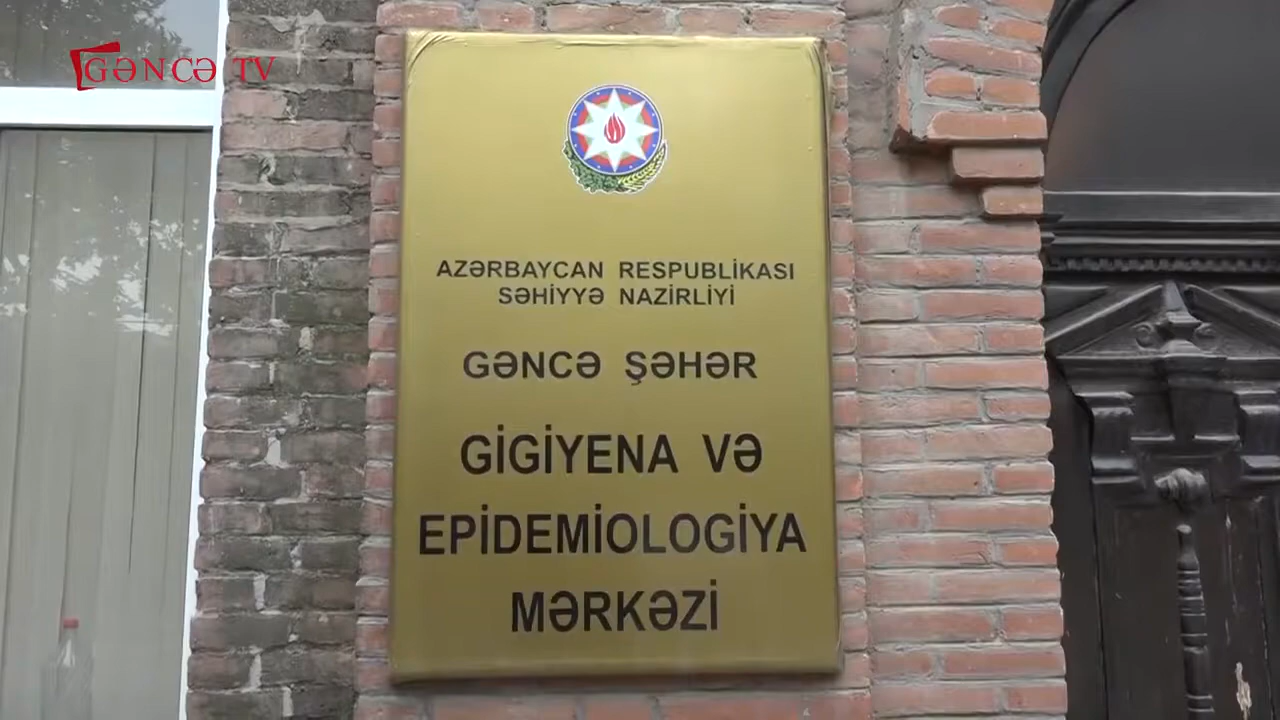 GƏNCƏ TV
AZƏRBAYCAN RESPUBLİKASI
SƏHİYYƏ NAZİRLİYİ
GƏNCƏ ŞƏHƏR
GİGİYENA VƏ
EPİDEMİOLOGİYA
MƏRKƏZİ